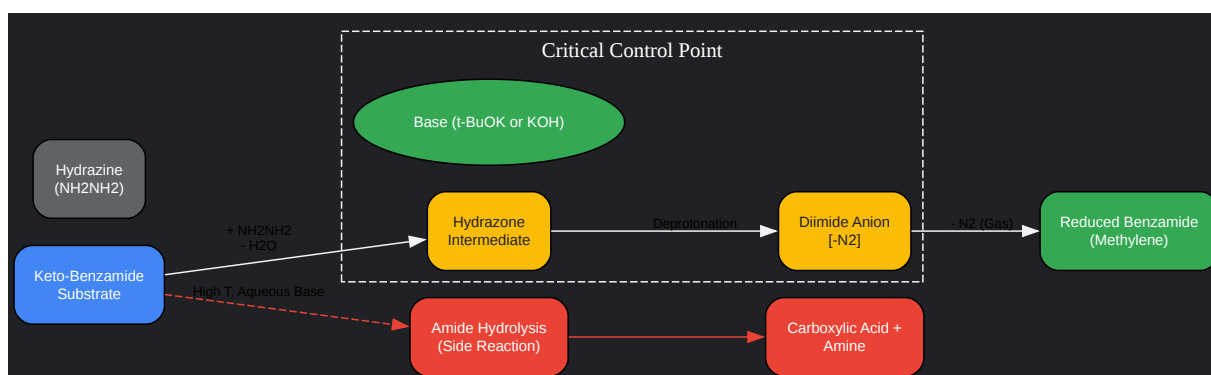 Critical Control Point
Base (t-BuOK or KOH)
Hydrazine
(NH2NH2)
Keto-Benzamide
Substrate
+ NH2NH2
- H2O
High T, Aqueous Base
Hydrazone
Intermediate
Deprotonation
Diimide Anion
[-N2]
- N2 (Gas)
Reduced Benzamide
(Methylene)
Amide Hydrolysis
(Side Reaction)
Carboxylic Acid +
Amine